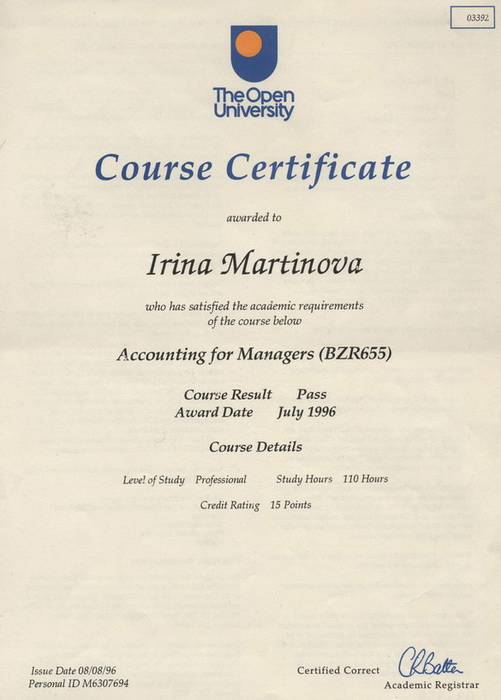 03392
The Open
University
Course Certificate
awarded to
Irina Martinova
who has satisfied the academic requirements
of the course below
Accounting for Managers (BZR655)
Course Result Pass
Award Date July 1996
Course Details
Level of Study Professional Study Hours 110 Hours
Credit Rating 15 Points
Issue Date 08/08/96
Personal ID M6307694
Certified Correct
Academic Registrar